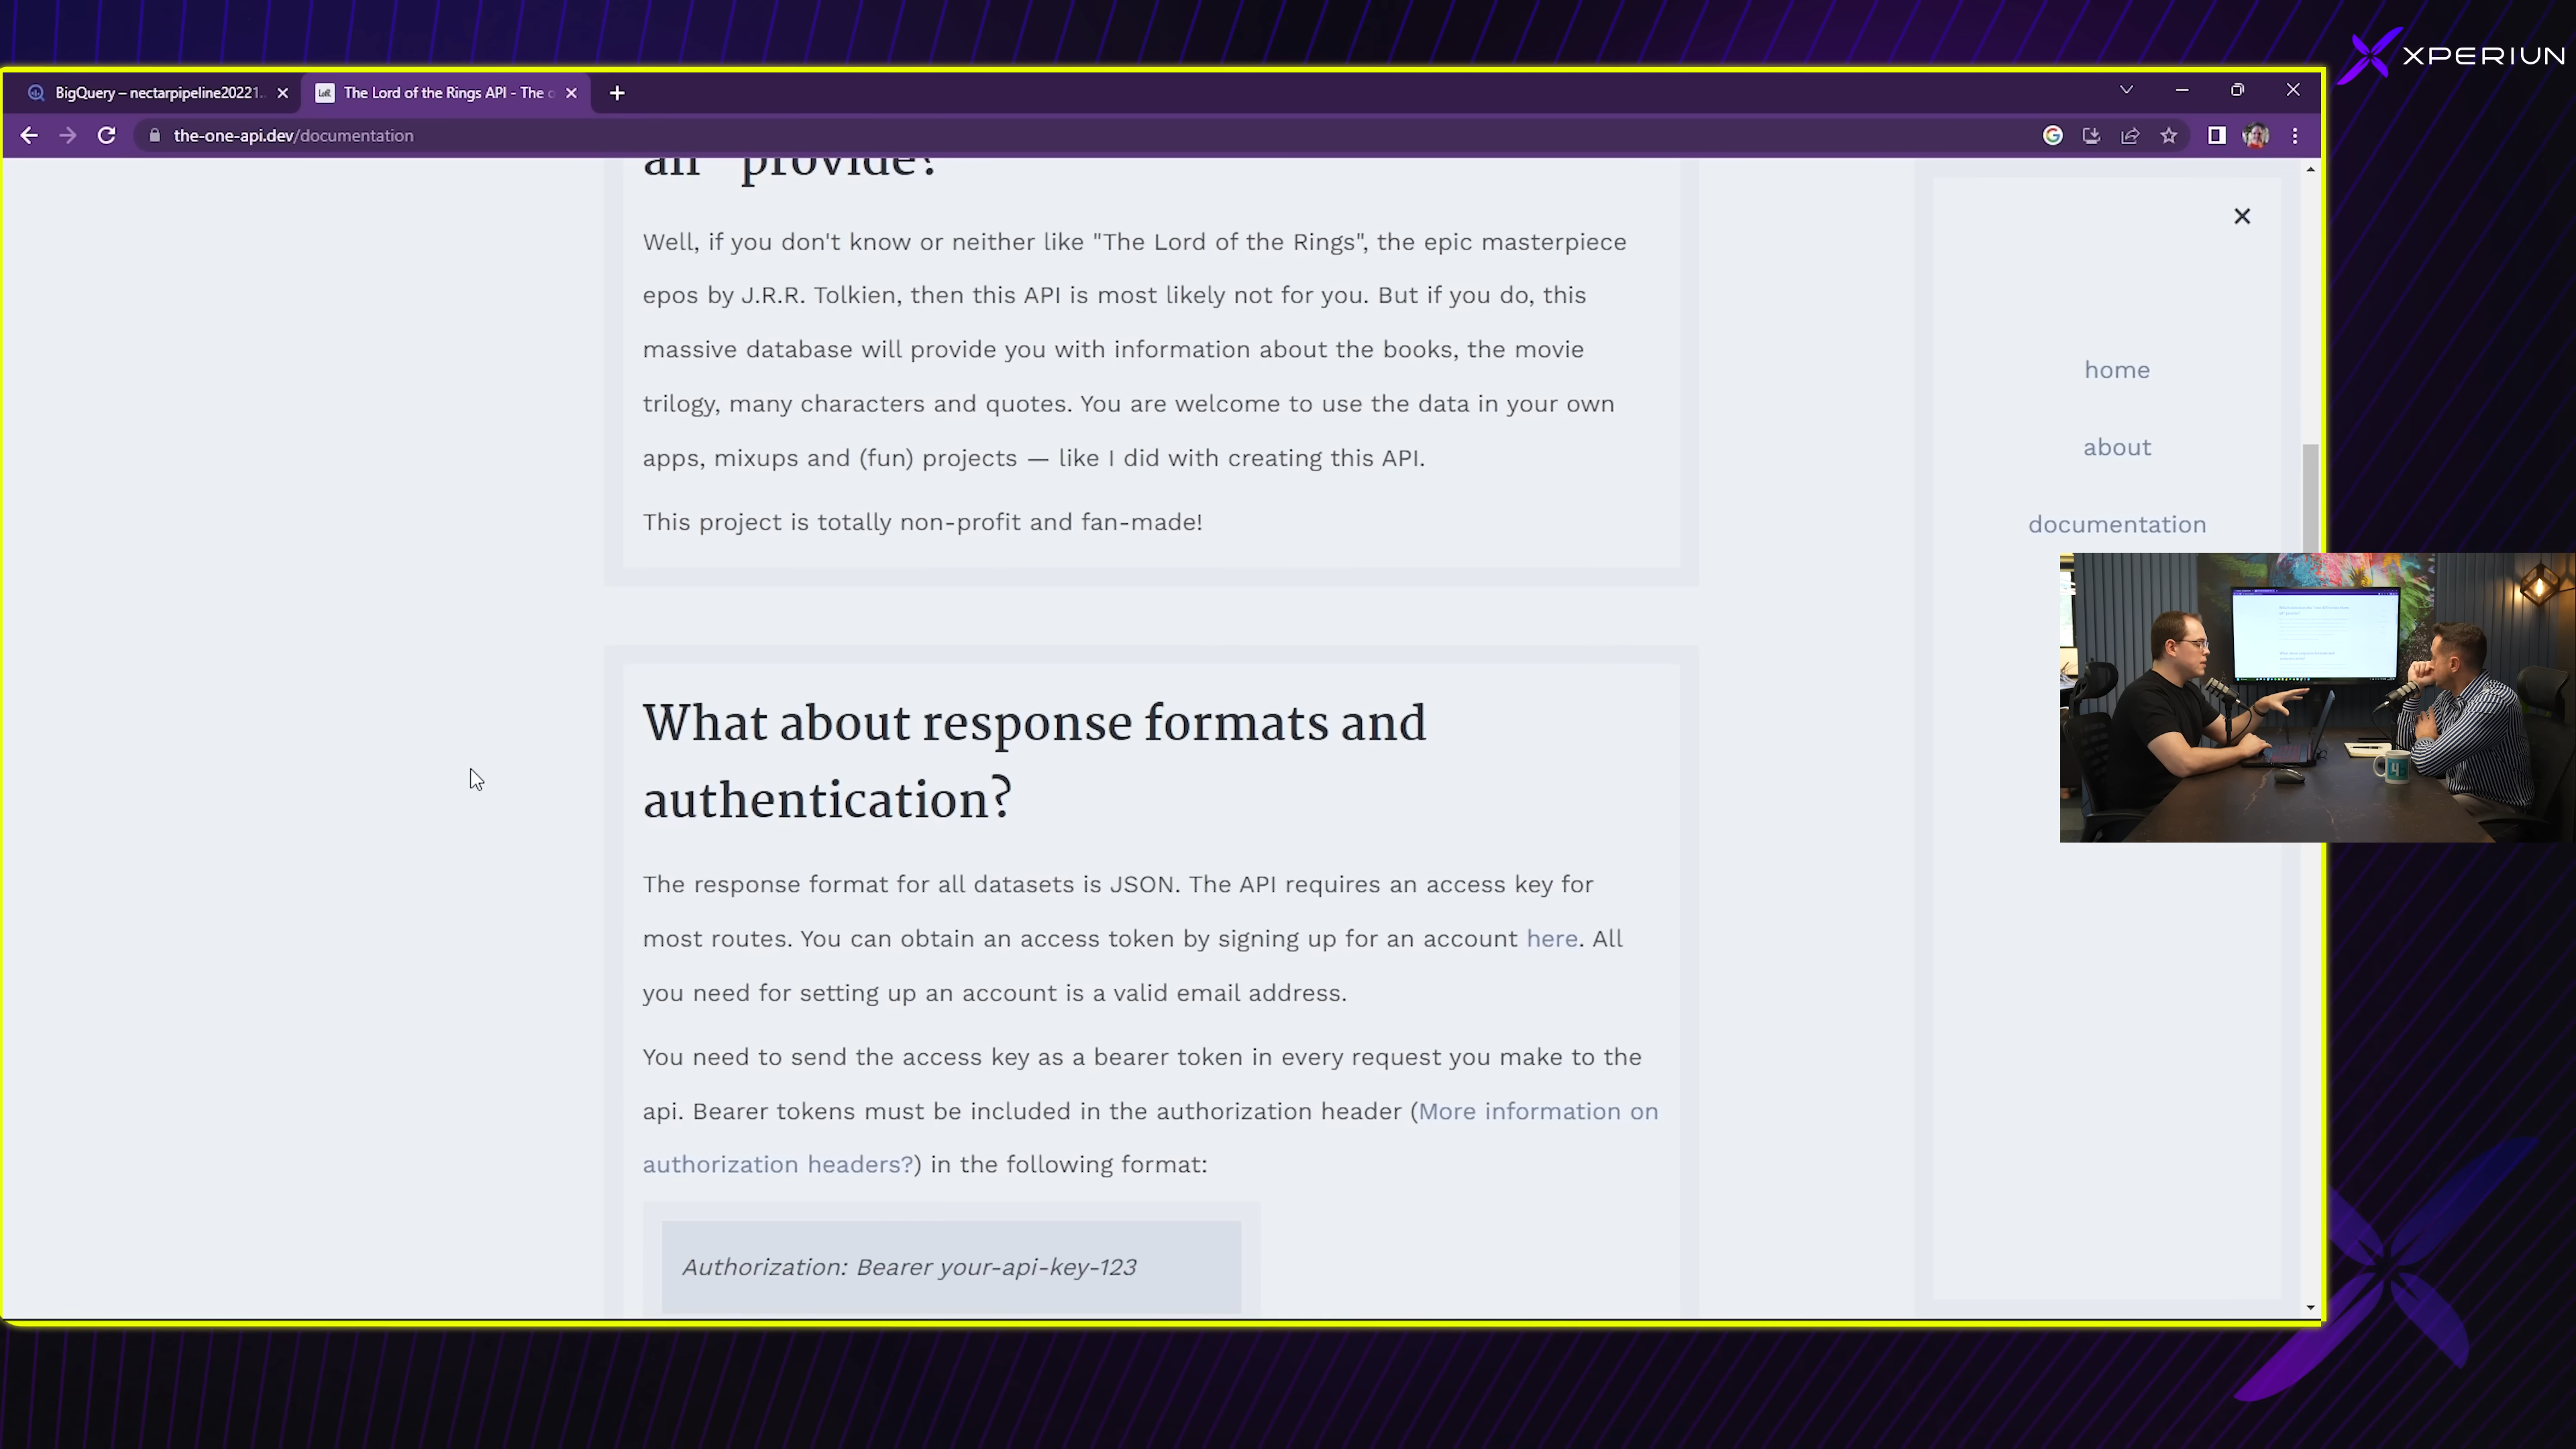 XPERIUN
BigQuery – nectarpipeline20221..
The Lord of the Rings API - The o
the-one-api.dev/documentation
all" provide?
Well, if you don't know or neither like "The Lord of the Rings", the epic masterpiece
epos by J.R.R. Tolkien, then this API is most likely not for you. But if you do, this
massive database will provide you with information about the books, the movie
trilogy, many characters and quotes. You are welcome to use the data in your own
apps, mixups and (fun) projects — like I did with creating this API.
This project is totally non-profit and fan-made!
home
about
documentation
What about response formats and
authentication?
The response format for all datasets is JSON. The API requires an access key for
most routes. You can obtain an access token by signing up for an account here. All
you need for setting up an account is a valid email address.
You need to send the access key as a bearer token in every request you make to the
api. Bearer tokens must be included in the authorization header (More information on
authorization headers?) in the following format:
Authorization: Bearer your-api-key-123